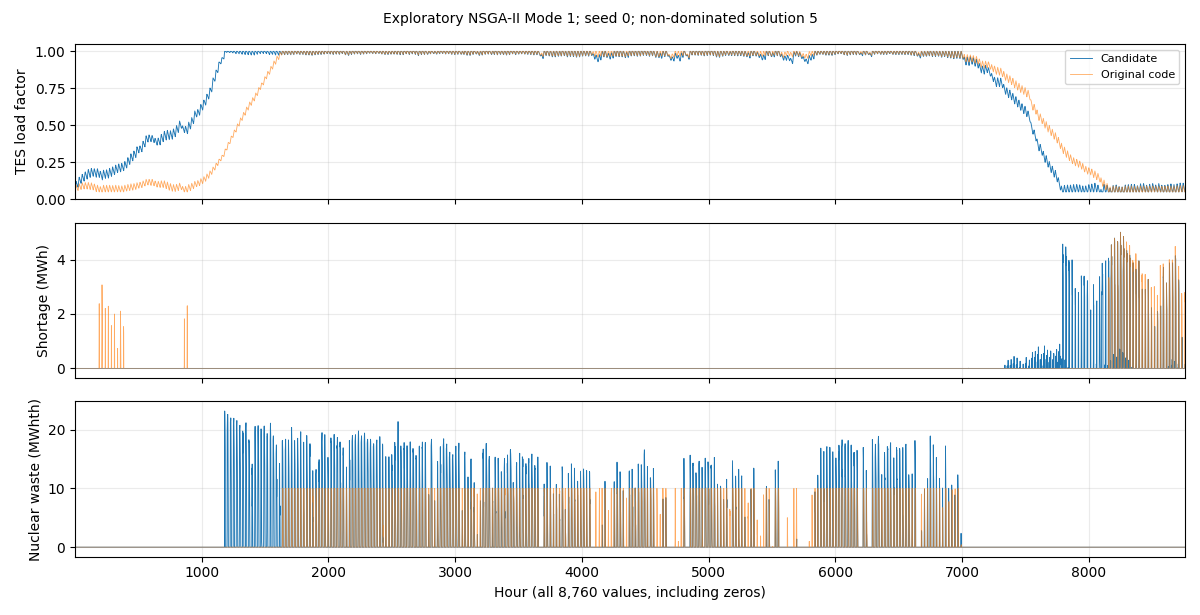 Exploratory NSGA-II Mode 1; seed 0; non-dominated solution 5
TES load factor
1.00
0.75
0.50
0.25
0.00
Candidate
Original code
Shortage (MWh)
4
2
0
Nuclear waste (MWhth)
20
10
0
1000
2000
3000
4000
5000
6000
7000
8000
Hour (all 8,760 values, including zeros)